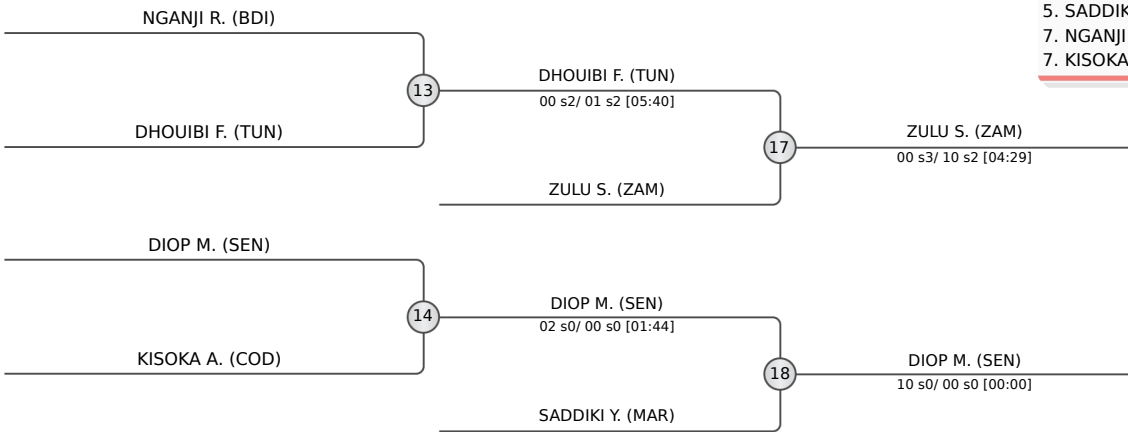 NGANJI R. (BDI)
13
DHOUIBI F. (TUN)
DHOUIBI F. (TUN)
00 s2/ 01 s2 [05:40]
17
ZULU S. (ZAM)
ZULU S. (ZAM)
00 s3/ 10 s2 [04:29]
DIOP M. (SEN)
14
KISOKA A. (COD)
DIOP M. (SEN)
02 s0/ 00 s0 [01:44]
18
SADDIKI Y. (MAR)
DIOP M. (SEN)
10 s0/ 00 s0 [00:00]
5. SADDIK
7. NGANJI
7. KISOKA